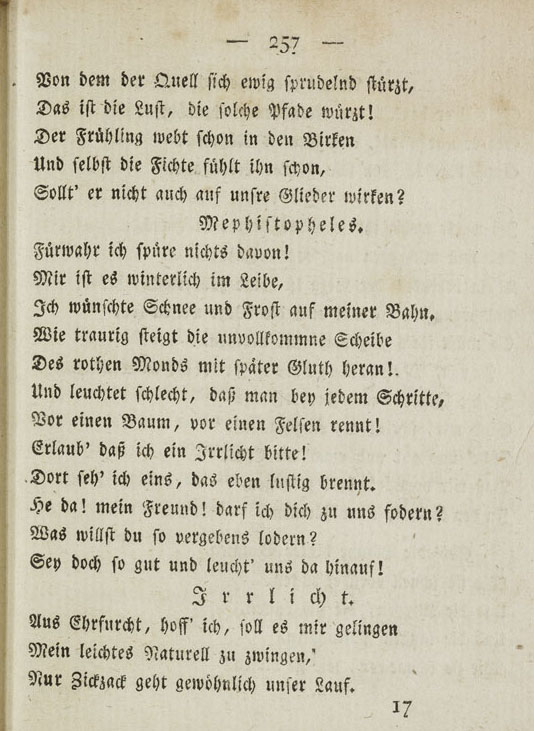 — 257 —
Von dem der Quell sich ewig sprudelnd stürzt,
Das ist die Lust, die solche Pfade würzt!
Der Frühling webt schon in den Birken
Und selbst die Fichte fühlt ihn schon,
Sollt' er nicht auch auf unsre Glieder wirken?
Mephistopheles.
Fürwahr ich spüre nichts davon!
Mir ist es winterlich im Leibe,
Ich wünschte Schnee und Frost auf meiner Bahn.
Wie traurig steigt die unvollkommne Scheibe
Des rothen Monds mit später Gluth heran!
Und leuchtet schlecht, daß man bey jedem Schritte,
Vor einen Baum, vor einen Felsen rennt!
Erlaub' daß ich ein Irrlicht bitte!
Dort seh' ich eins, das eben lustig brennt.
He da! mein Freund! darf ich dich zu uns fodern?
Was willst du so vergebens lodern?
Sey doch so gut und leucht' uns da hinauf!
Irrlicht.
Aus Ehrfurcht, hoff' ich, soll es mir gelingen
Mein leichtes Naturell zu zwingen,
Nur Zickzack geht gewöhnlich unser Lauf.
17